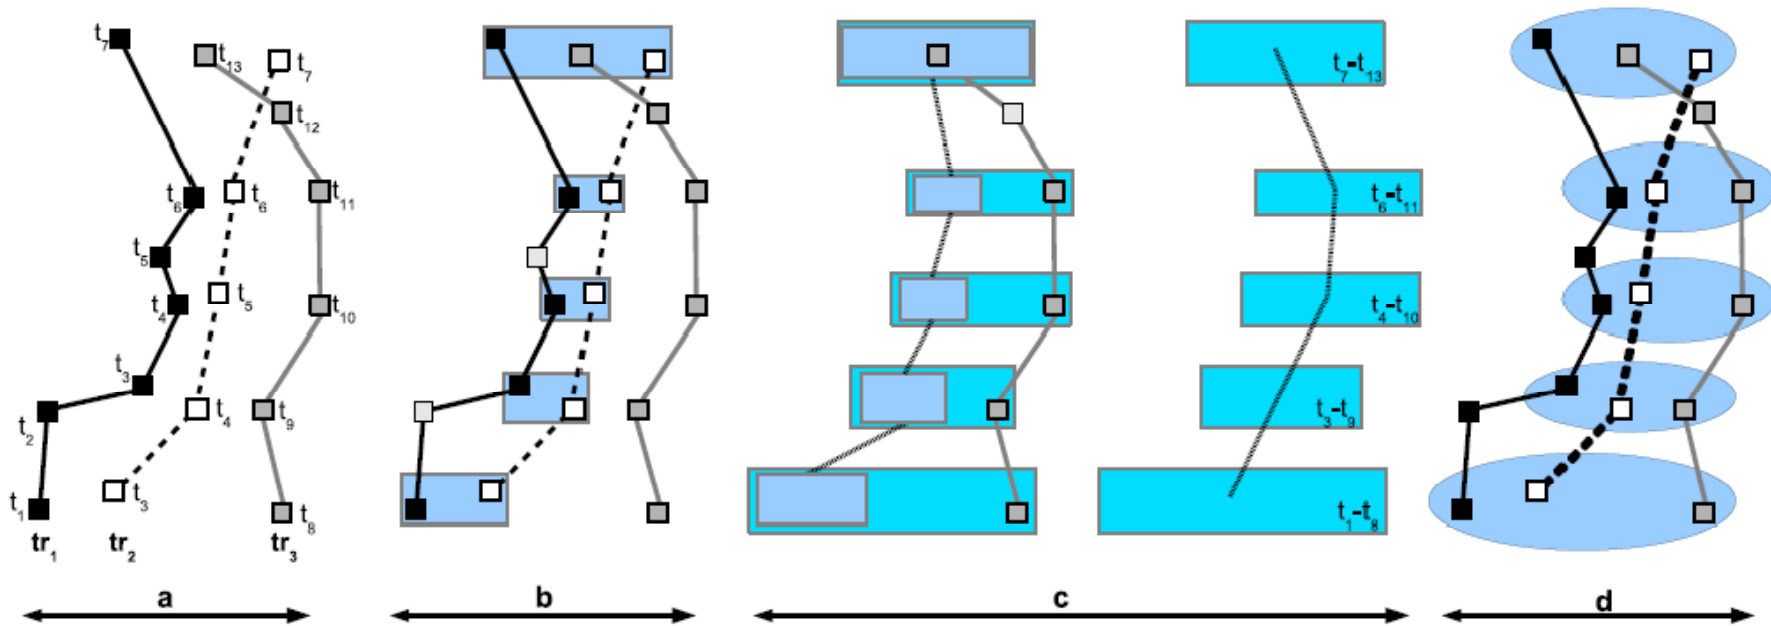 t₇
t₁₃
t₇
t₁₂
t₆
t₆
t₁₁
t₅
t₅
t₄
t₁₀
t₃
t₄
t₉
t₂
t₃
t₁
t₈
tr₁ tr₂ tr₃
t₇–t₁₃
t₆–t₁₁
t₄–t₁₀
t₃–t₉
t₁–t₈
a b c d